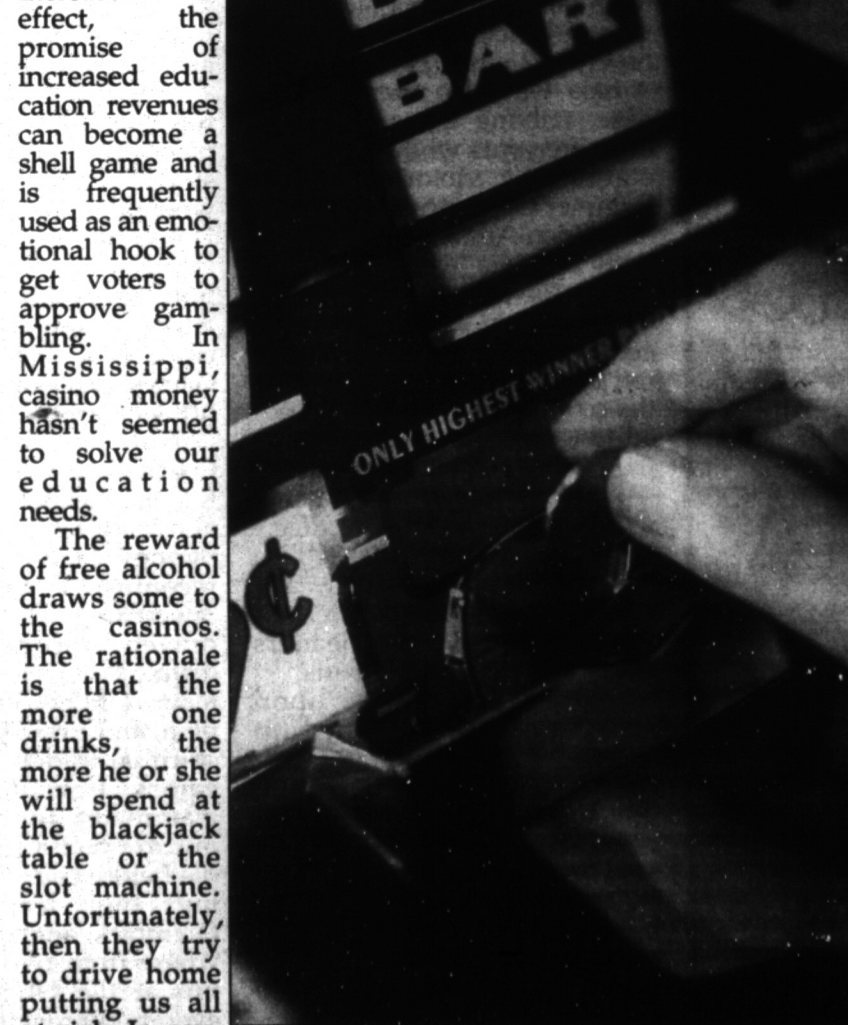 effect, the
promise of
increased edu-
cation revenues
can become a
shell game and
is frequently
used as an emo-
tional hook to
get voters to
approve gam-
bling. In
Mississippi,
casino money
hasn't seemed
to solve our
education
needs.
The reward
of free alcohol
draws some to
the casinos.
The rationale
is that the
more one
drinks, the
more he or she
will spend at
the blackjack
table or the
slot machine.
Unfortunately,
then they try
to drive home
putting us all
BAR
ONLY HIGHEST WINNER
¢